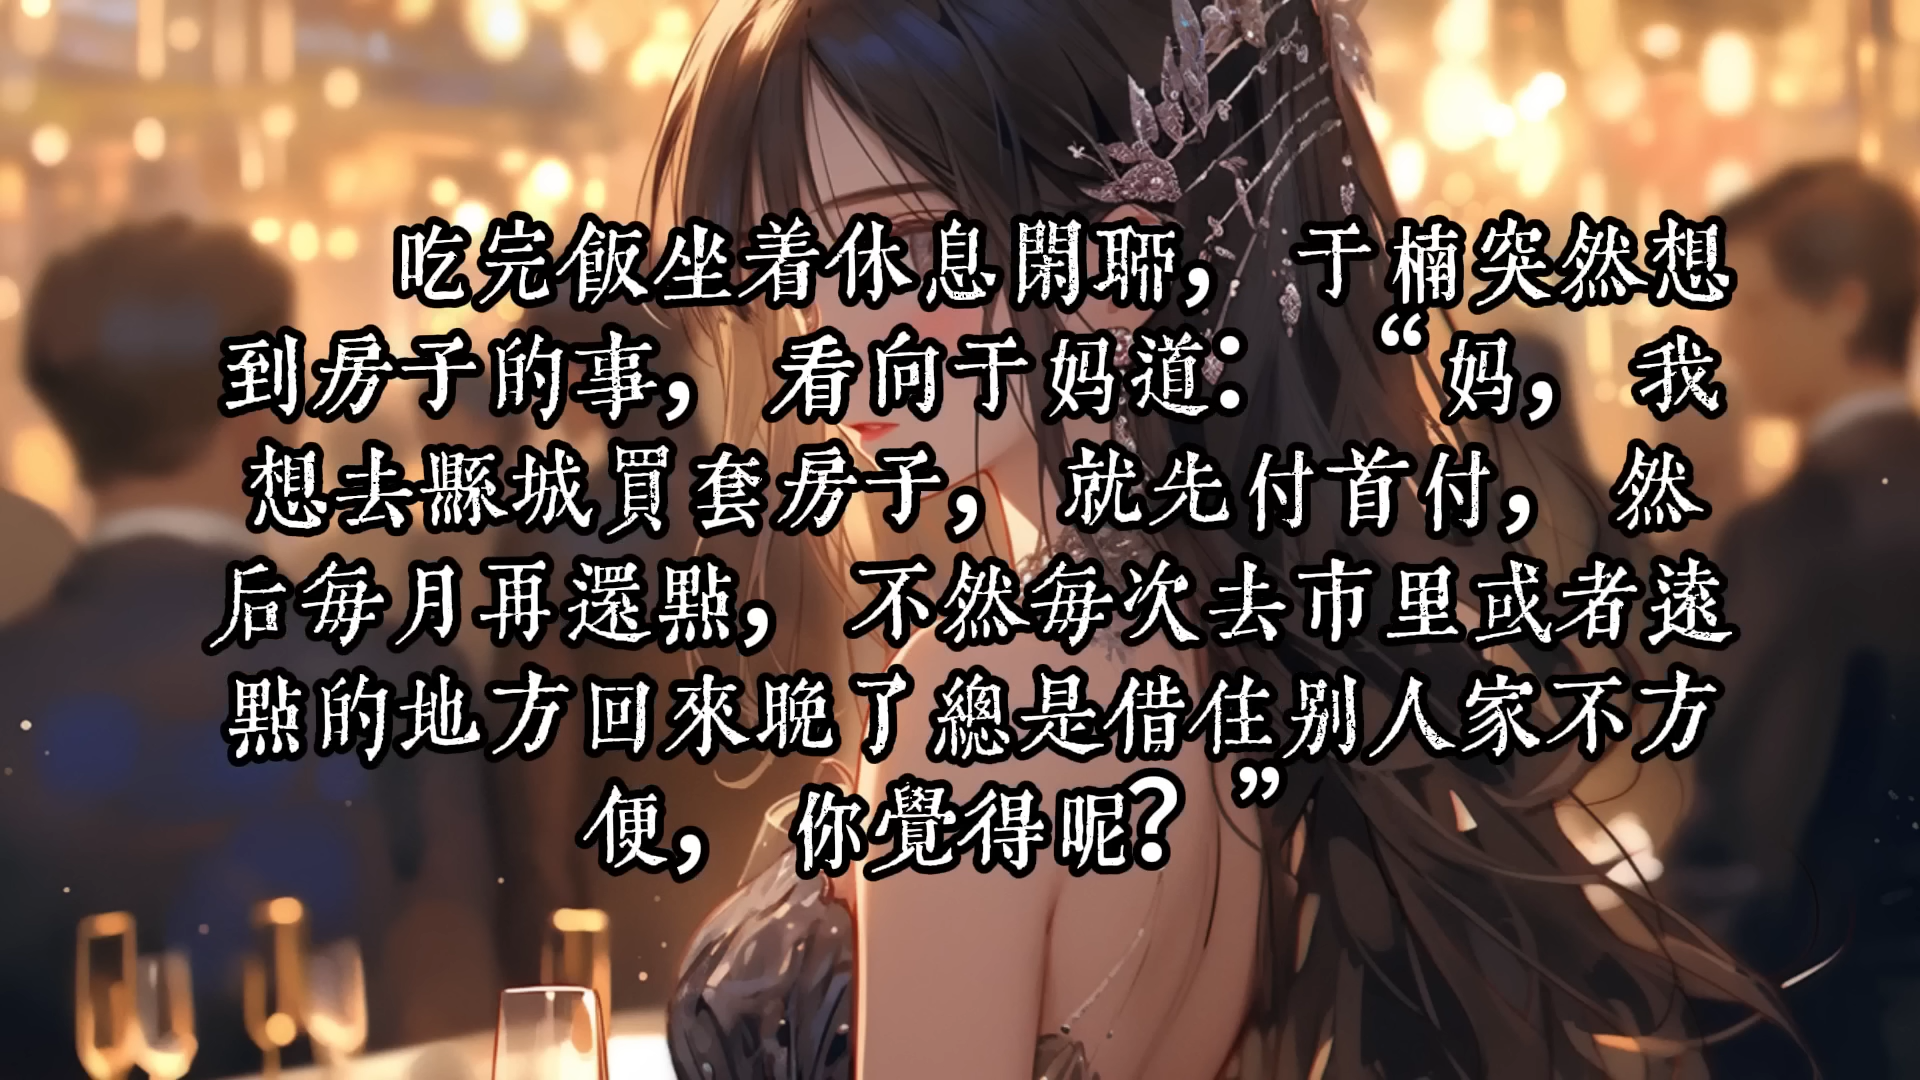 吃完飯坐着休息閑聊，于楠突然想
到房子的事，看向于妈道：“妈，我
想去縣城買套房子，就先付首付，然
后每月再還點，不然每次去市里或者遠
點的地方回來晚了總是借住别人家不方
便，你覺得呢？”